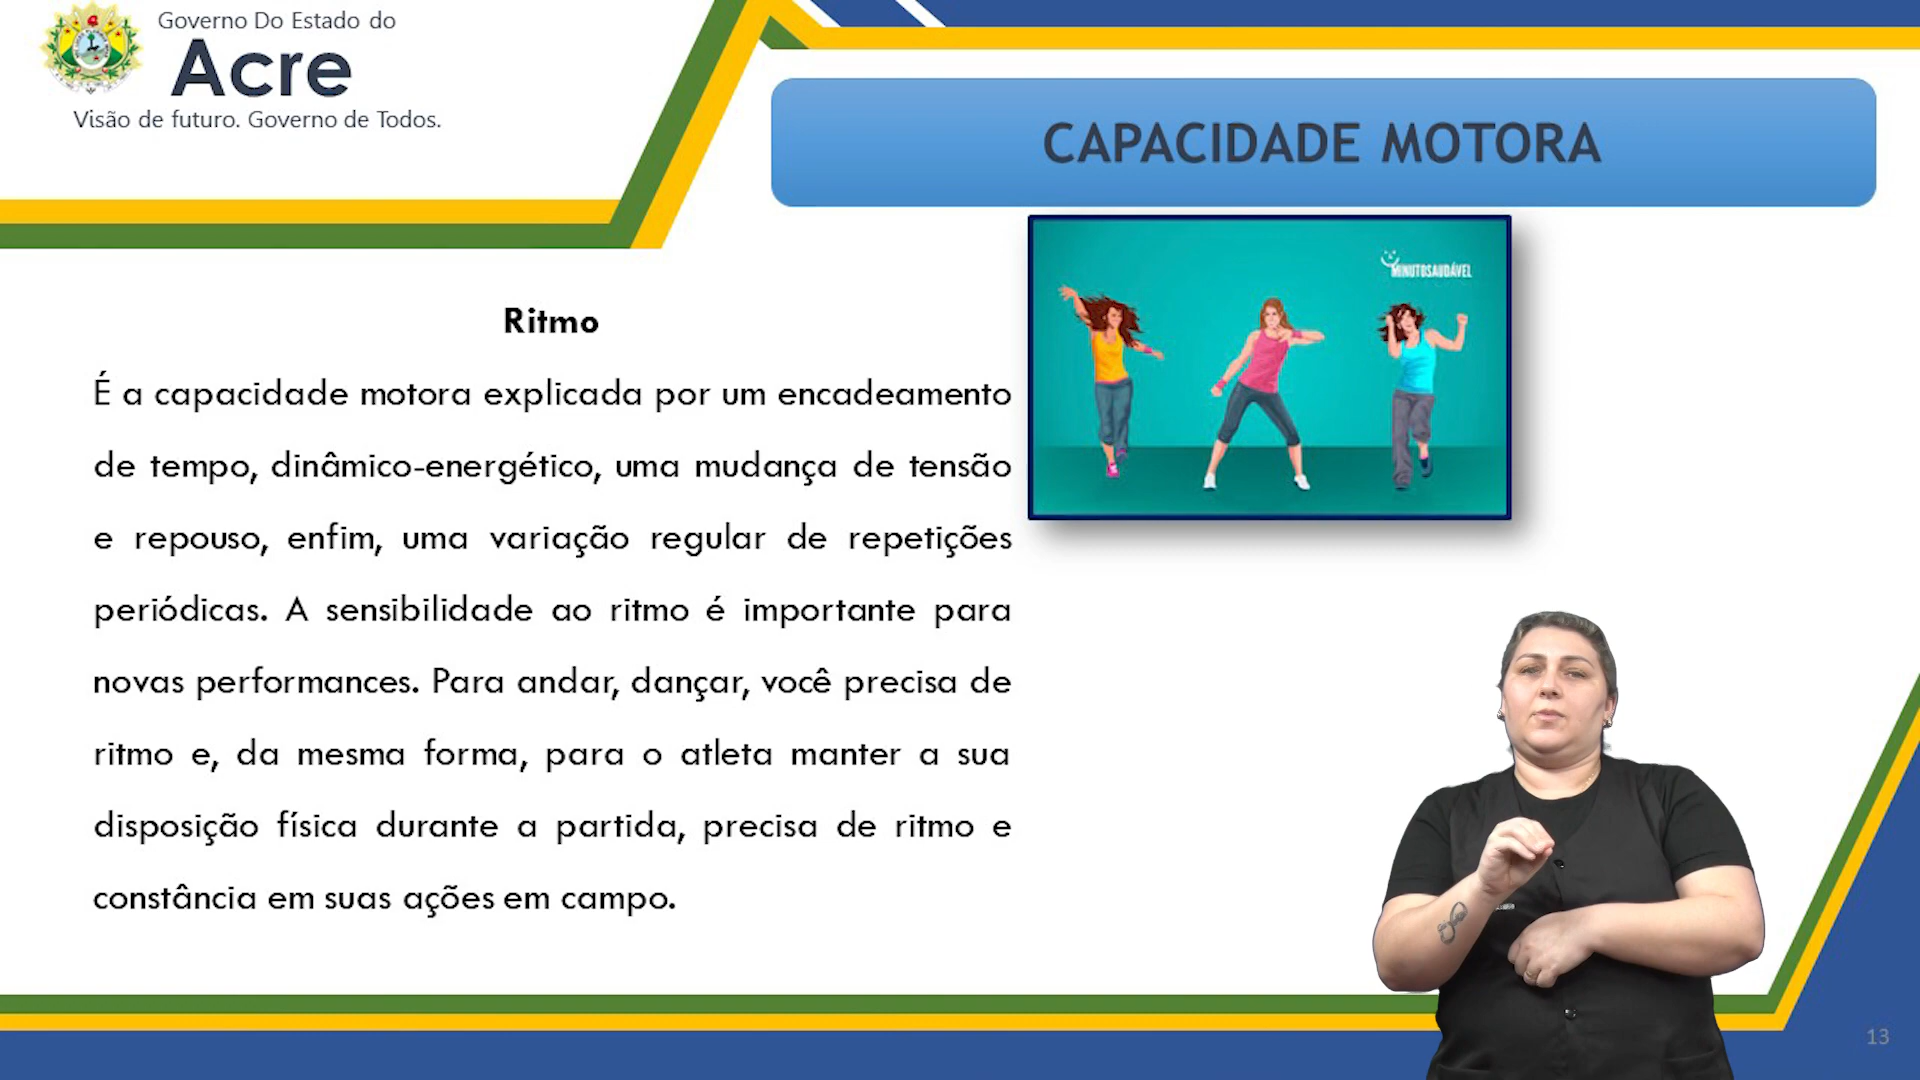 Governo Do Estado do
Acre
Visão de futuro. Governo de Todos.
CAPACIDADE MOTORA
MINUTOSAUDÁVEL
Ritmo
É a capacidade motora explicada por um encadeamento
de tempo, dinâmico-energético, uma mudança de tensão
e repouso, enfim, uma variação regular de repetições
periódicas. A sensibilidade ao ritmo é importante para
novas performances. Para andar, dançar, você precisa de
ritmo e, da mesma forma, para o atleta manter a sua
disposição física durante a partida, precisa de ritmo e
constância em suas ações em campo.
13